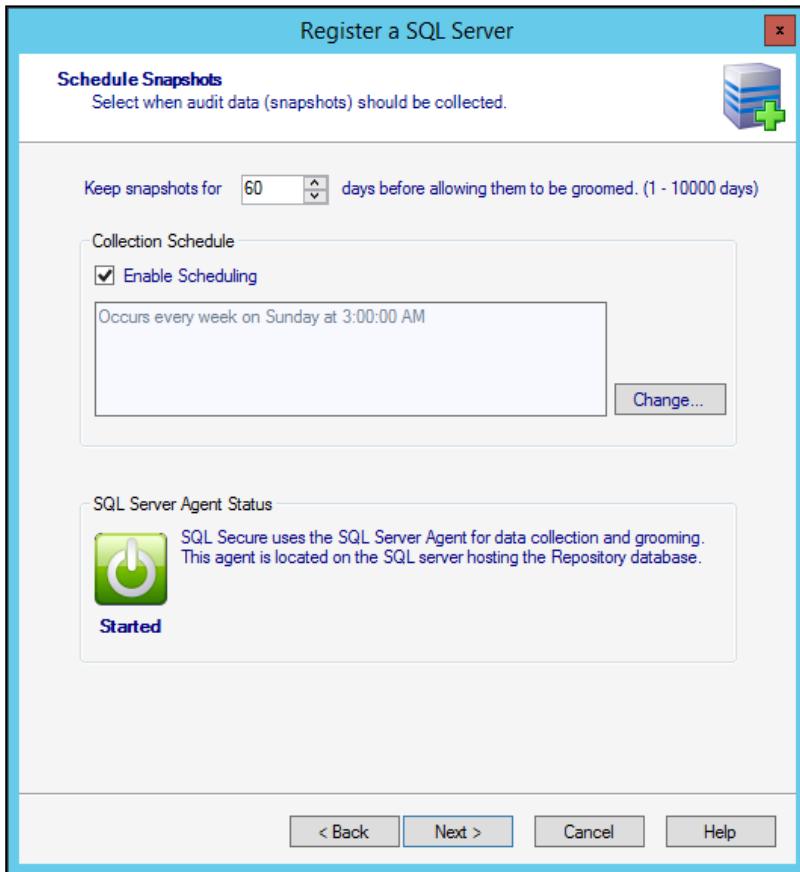 Register a SQL Server
x
Schedule Snapshots
Select when audit data (snapshots) should be collected.
Keep snapshots for 60 days before allowing them to be groomed. (1 - 10000 days)
Collection Schedule
Enable Scheduling
Occurs every week on Sunday at 3:00:00 AM
Change...
SQL Server Agent Status
SQL Secure uses the SQL Server Agent for data collection and grooming.
This agent is located on the SQL server hosting the Repository database.
Started
< Back Next > Cancel Help